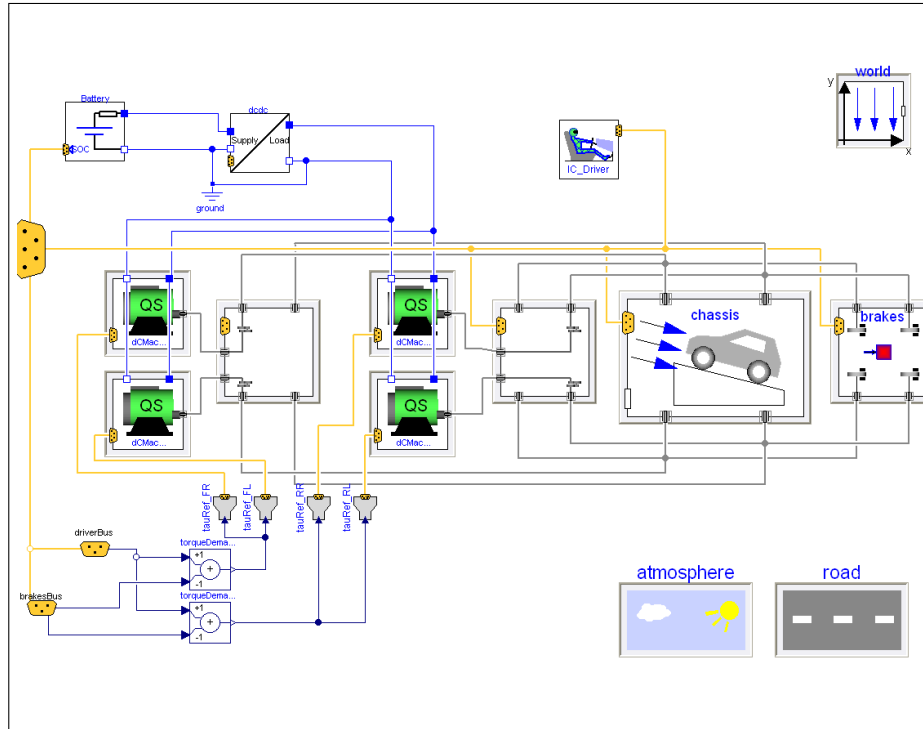 world
y
x
Battery
SOC
dcdc
Supply
Load
ground
IC_Driver
QS
dCMac...
QS
dCMac...
QS
dCMac...
QS
dCMac...
chassis
brakes
tauRef_FR
tauRef_FL
tauRef_RR
tauRef_RL
driverBus
torqueDema...
+1
+
-1
brakesBus
torqueDema...
+1
+
-1
atmosphere
road